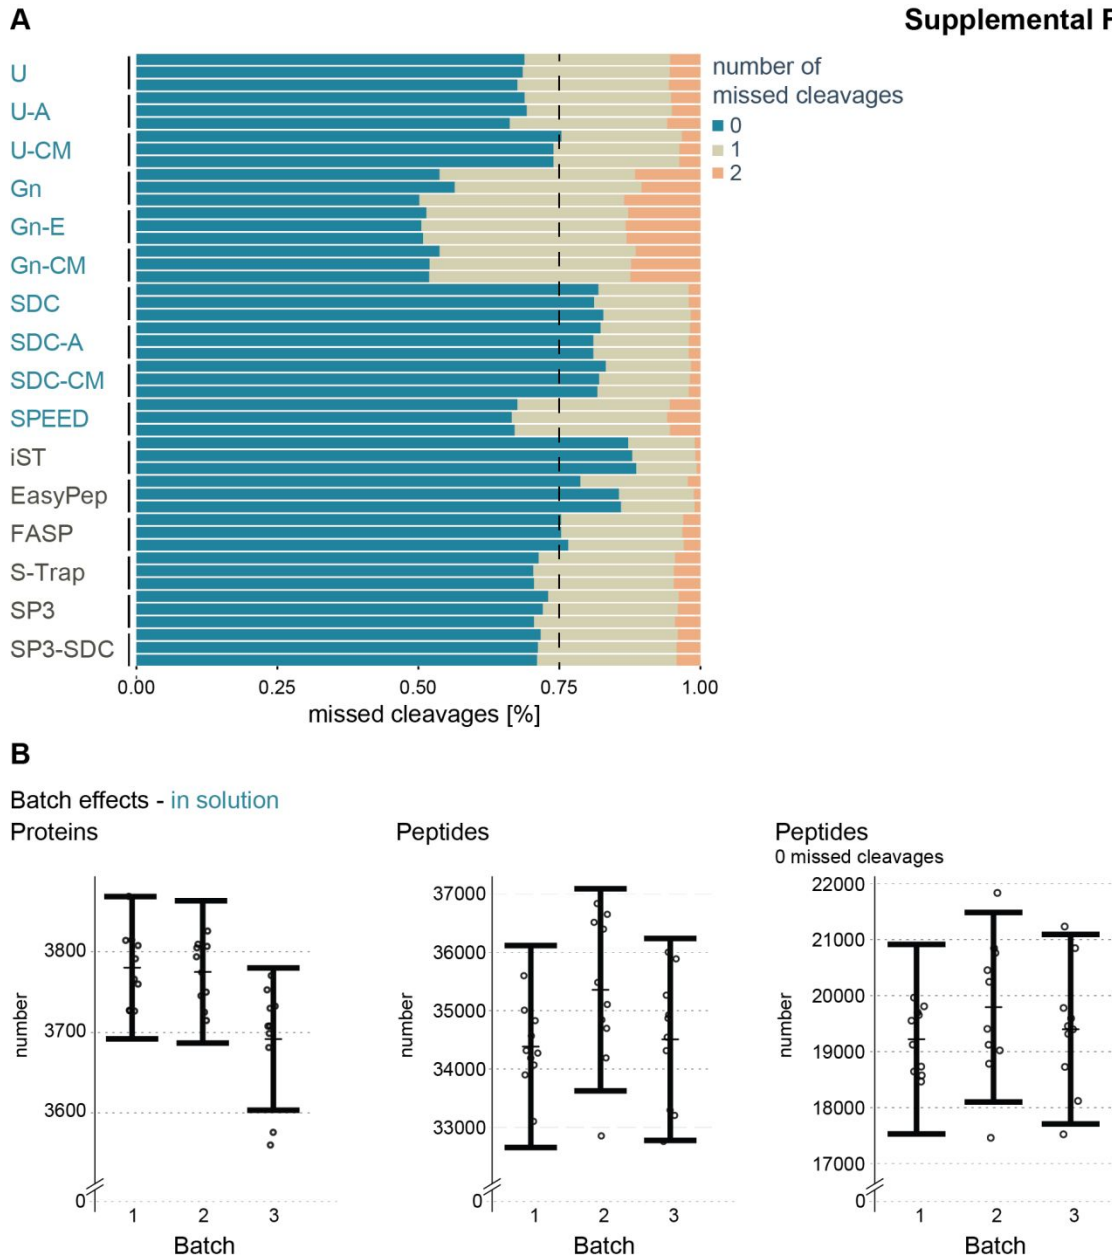 A
Supplemental F
number of
missed cleavages
0
1
2
U
U-A
U-CM
Gn
Gn-E
Gn-CM
SDC
SDC-A
SDC-CM
SPEED
iST
EasyPep
FASP
S-Trap
SP3
SP3-SDC
0.00 0.25 0.50 0.75 1.00
missed cleavages [%]
B
Batch effects - in solution
Proteins
number
3800
3700
3600
0
1 2 3
Batch
Peptides
number
37000
36000
35000
34000
33000
0
1 2 3
Batch
Peptides
0 missed cleavages
number
22000
21000
20000
19000
18000
17000
0
1 2 3
Batch